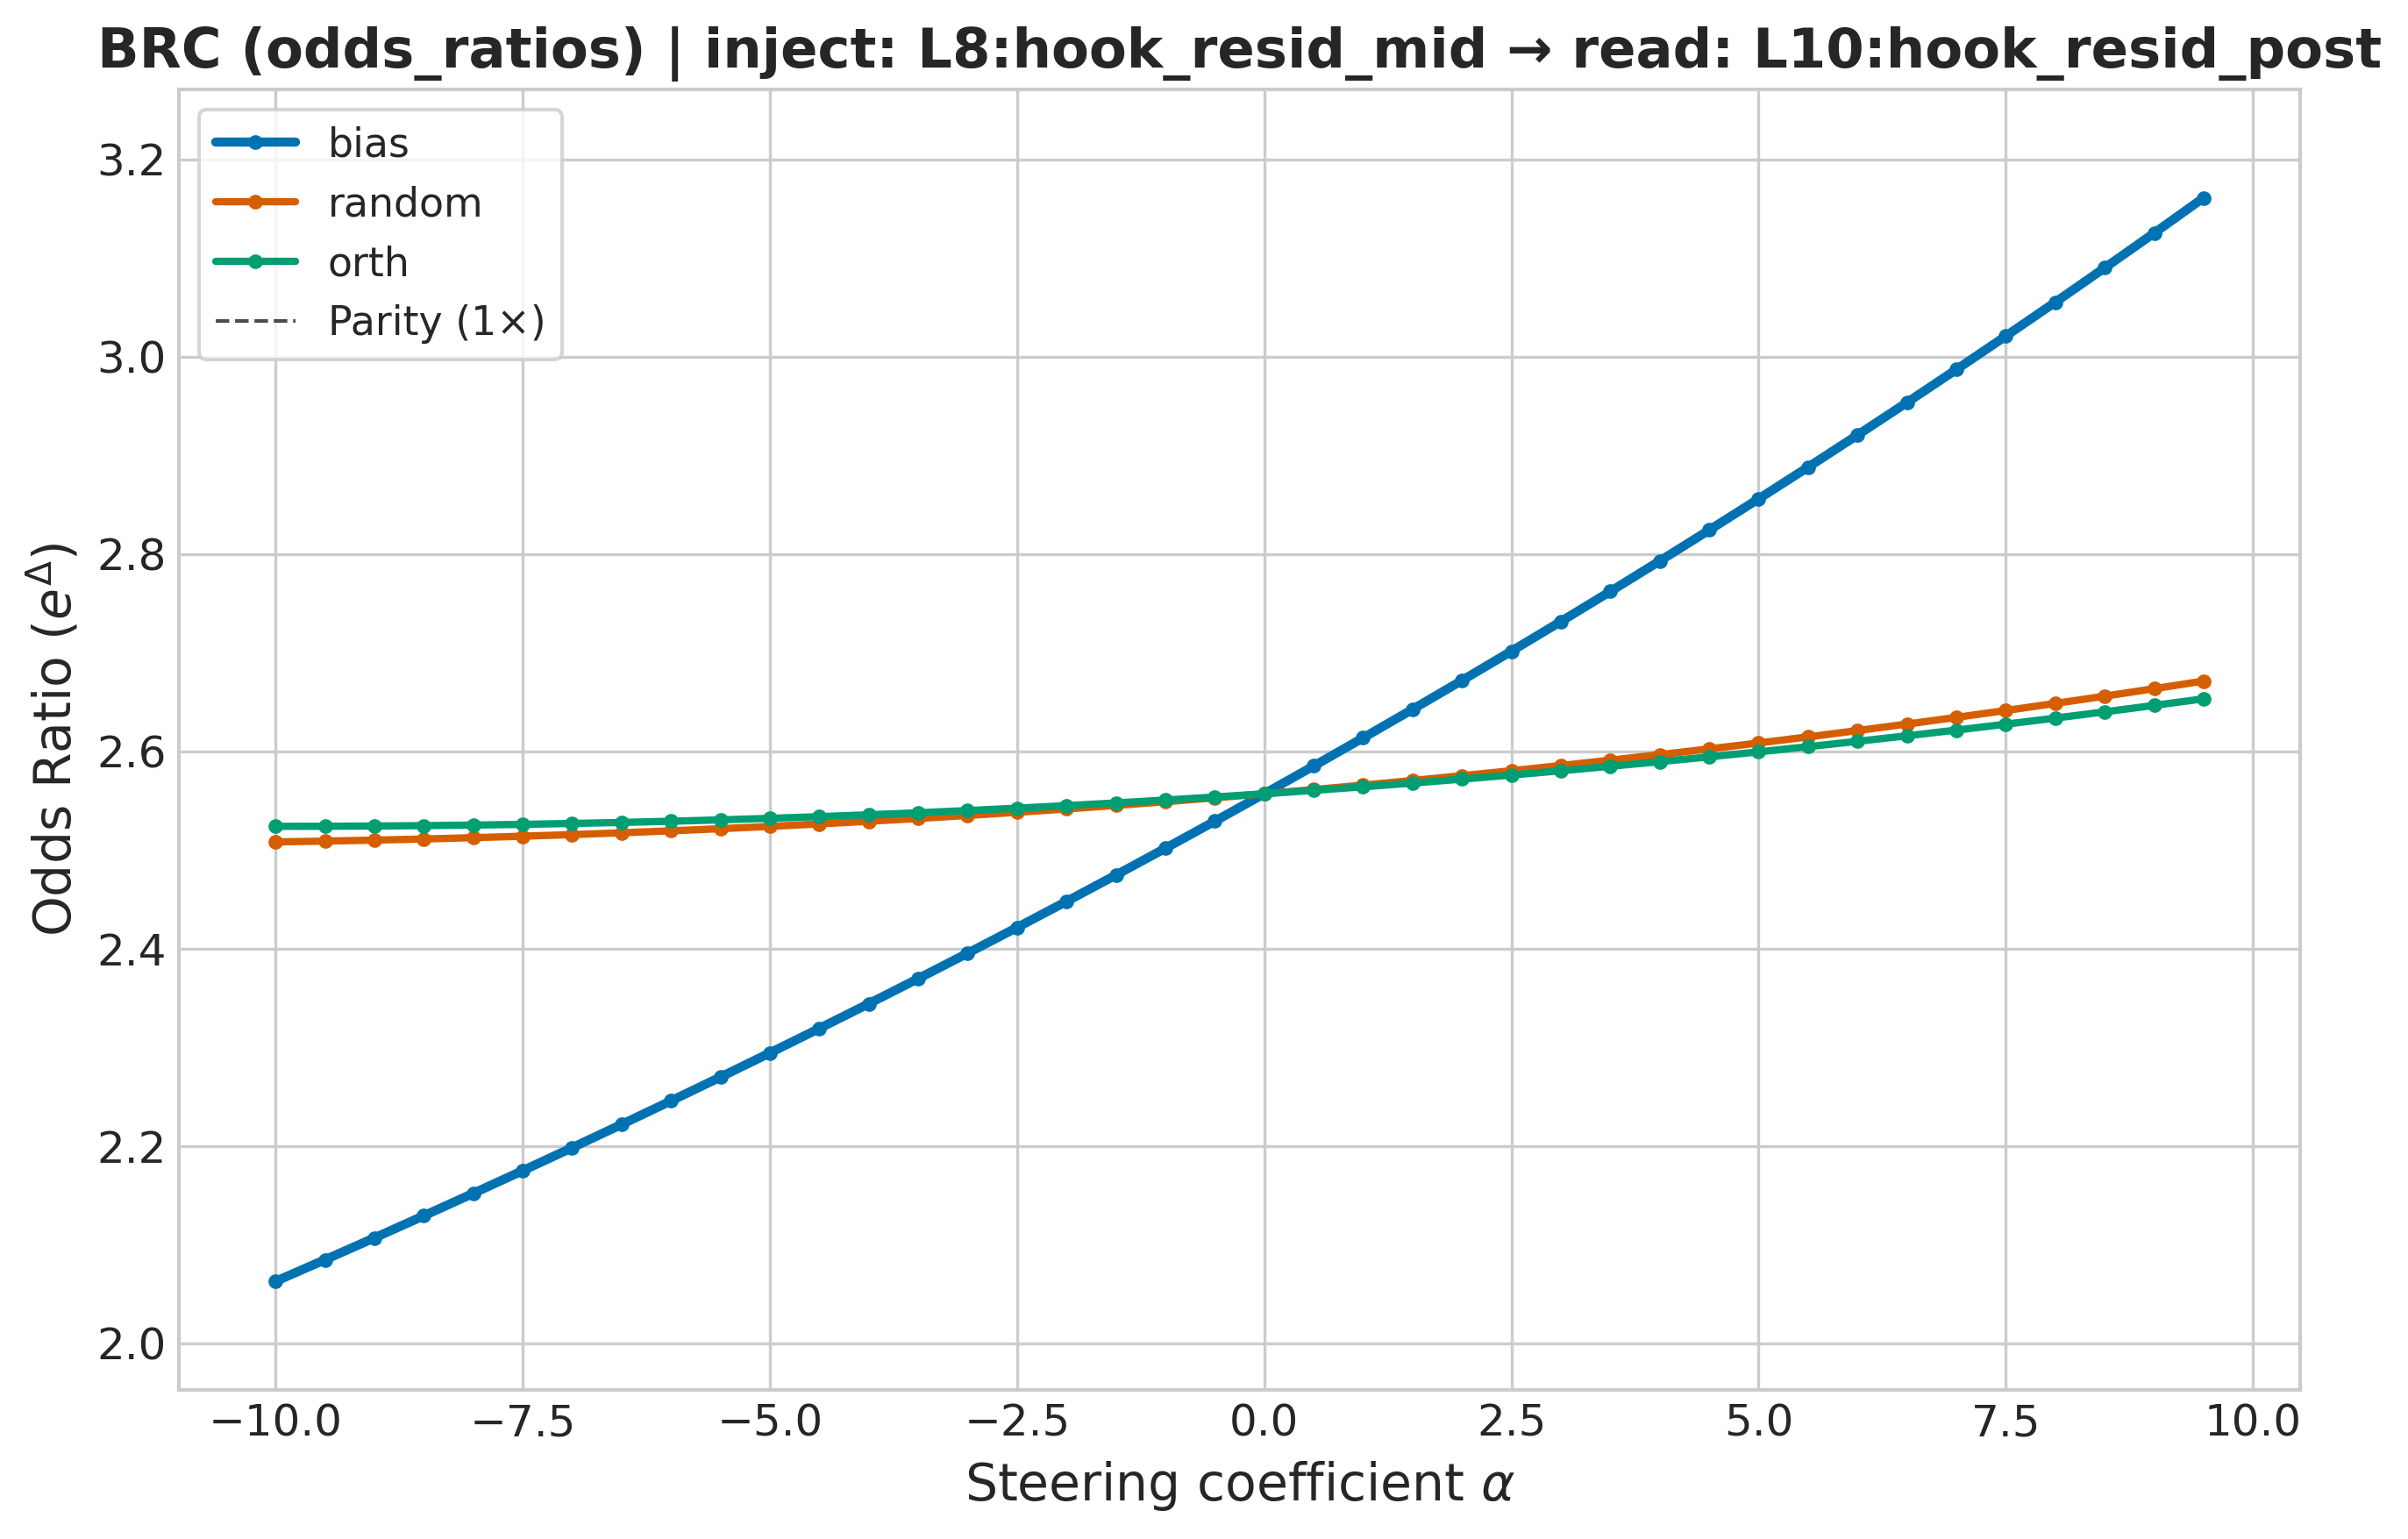 BRC (odds_ratios) | inject: L8:hook_resid_mid → read: L10:hook_resid_post
bias
random
orth
Parity (1×)
3.2
3.0
2.8
2.6
2.4
2.2
2.0
Odds Ratio (e^Δ)
−10.0 −7.5 −5.0 −2.5 0.0 2.5 5.0 7.5 10.0
Steering coefficient α